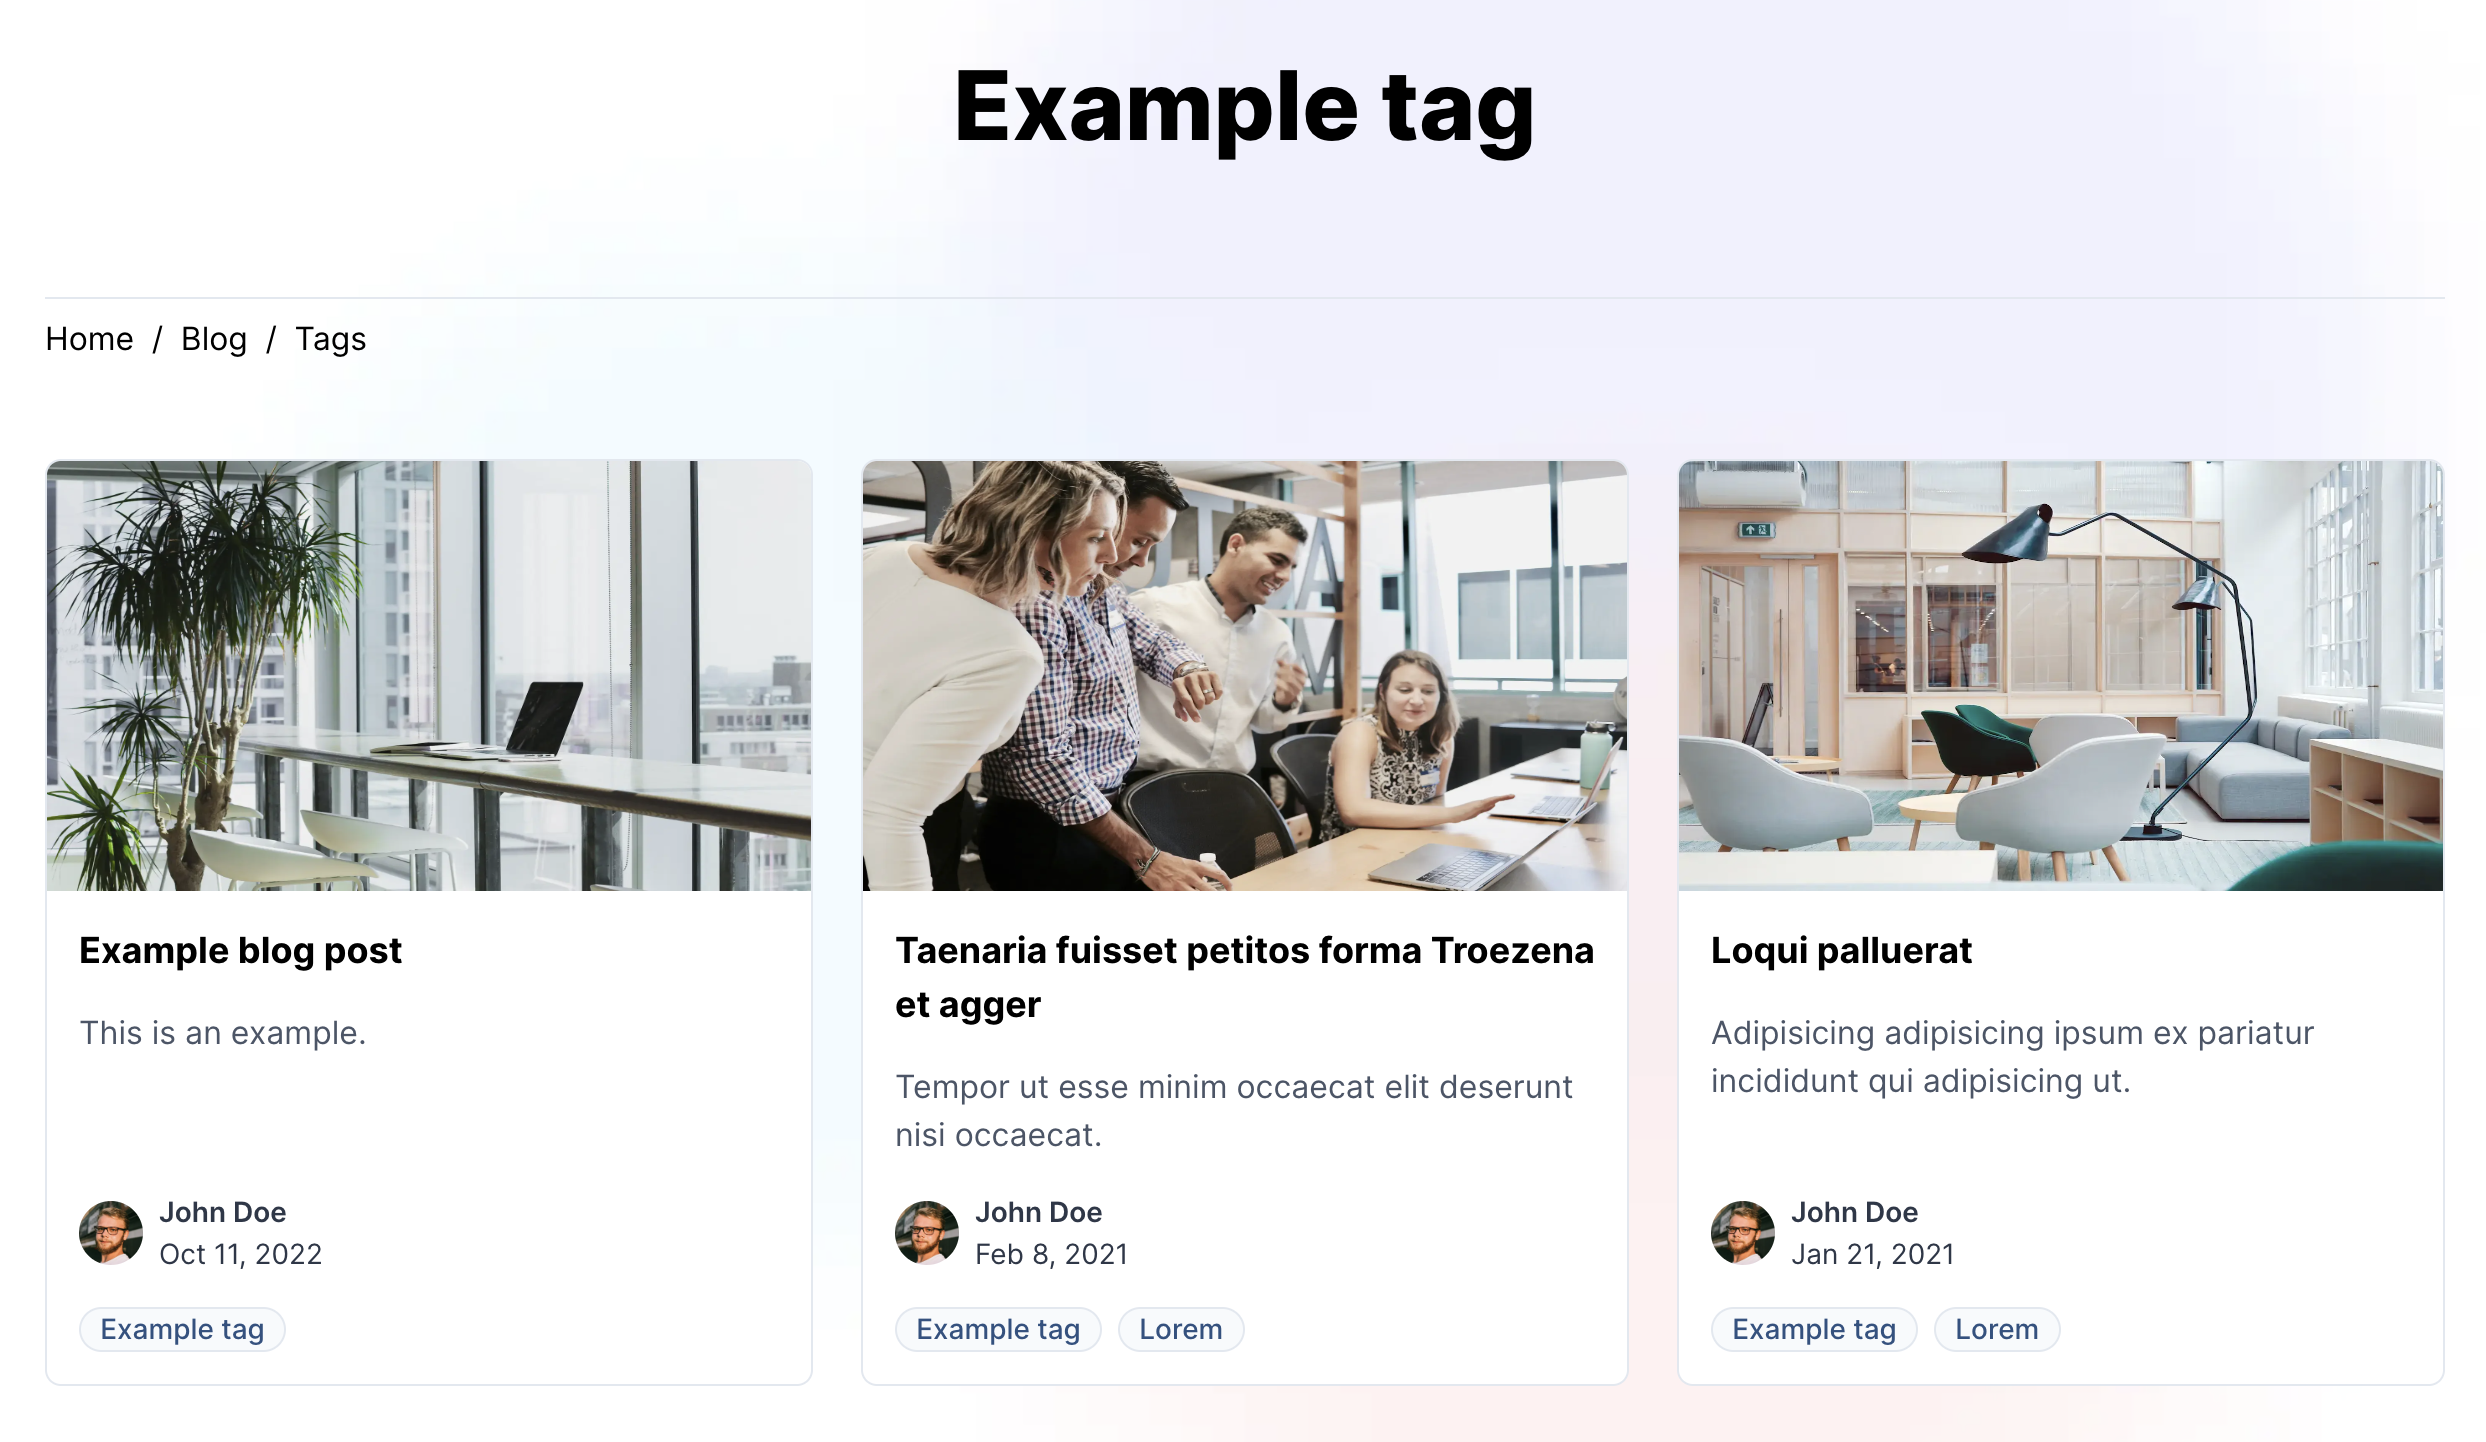 Example tag
Home / Blog / Tags
Example blog post
This is an example.
John Doe
Oct 11, 2022
Example tag
Taenaria fuisset petitos forma Troezena
et agger
Tempor ut esse minim occaecat elit deserunt
nisi occaecat.
John Doe
Feb 8, 2021
Example tag Lorem
Loqui palluerat
Adipisicing adipisicing ipsum ex pariatur
incididunt qui adipisicing ut.
John Doe
Jan 21, 2021
Example tag Lorem